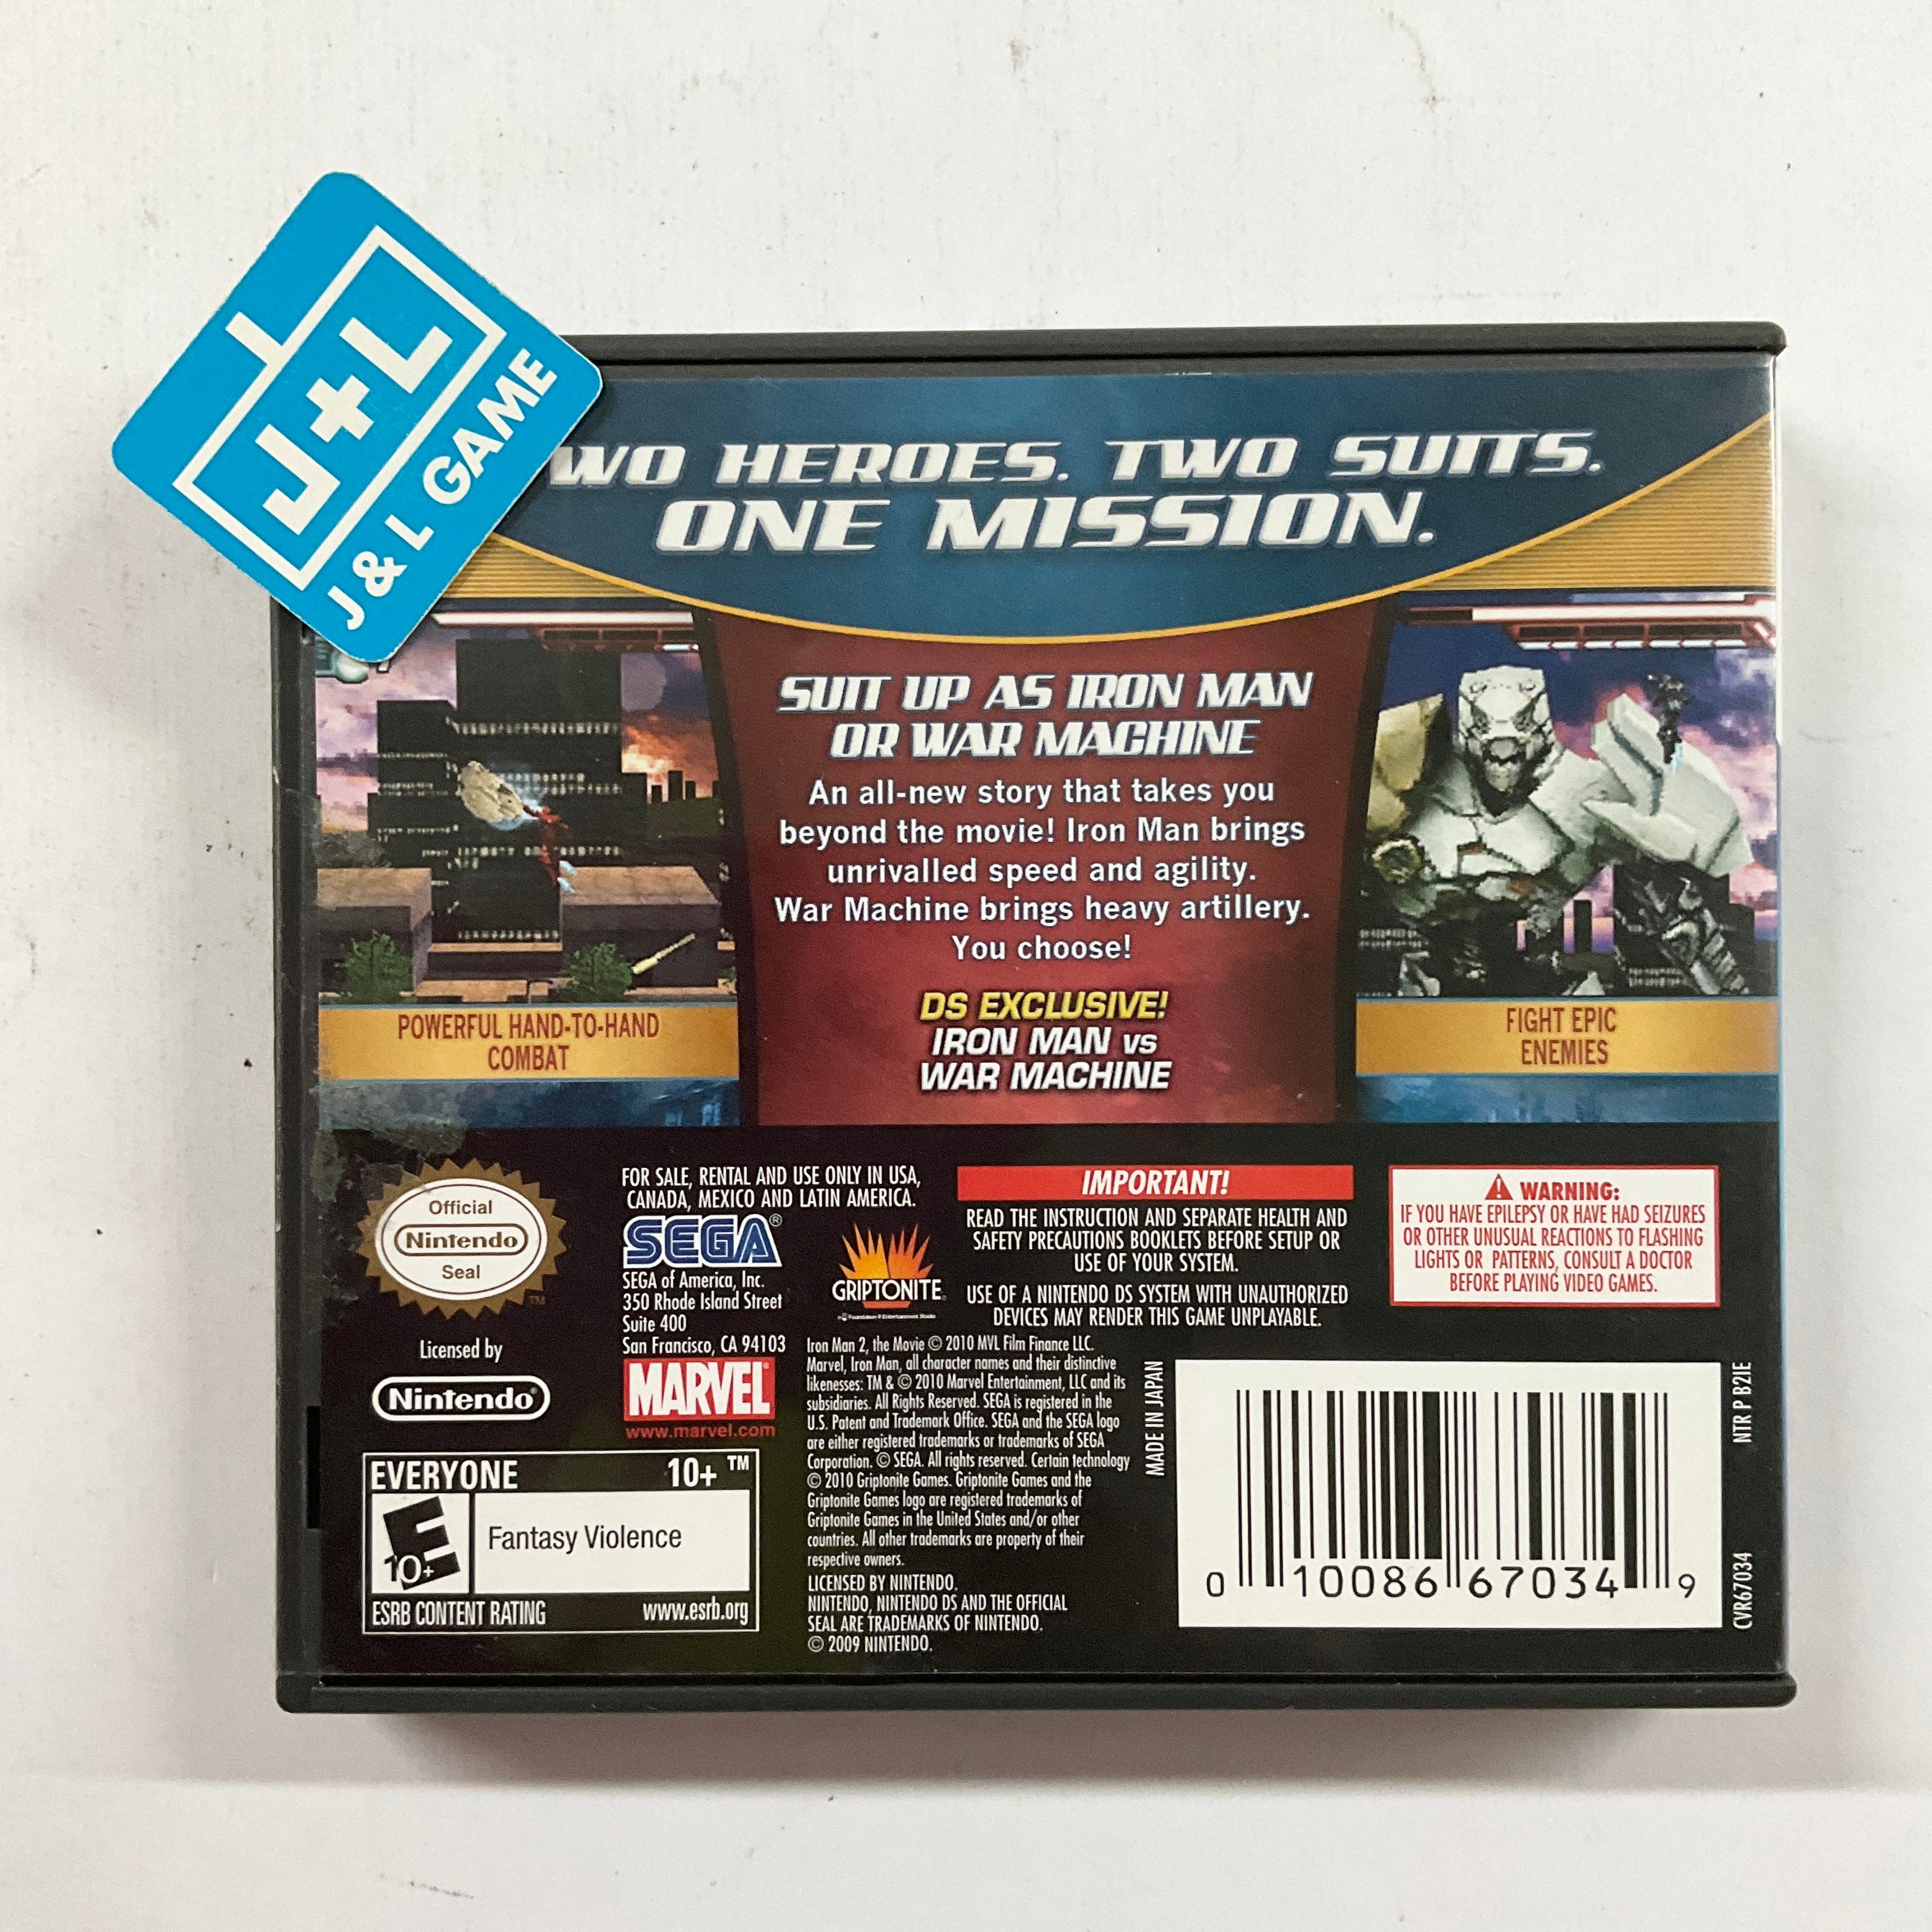 J+L
J & L GAME
WO HEROES. TWO SUITS.
ONE MISSION.
SUIT UP AS IRON MAN
OR WAR MACHINE
An all-new story that takes you
beyond the movie! Iron Man brings
unrivalled speed and agility.
War Machine brings heavy artillery.
You choose!
DS EXCLUSIVE!
IRON MAN vs
WAR MACHINE
POWERFUL HAND-TO-HAND
COMBAT
FIGHT EPIC
ENEMIES
Official
Nintendo
Seal
TM
Licensed by
Nintendo®
FOR SALE, RENTAL AND USE ONLY IN USA,
CANADA, MEXICO AND LATIN AMERICA.
SEGA®
SEGA of America, Inc.
350 Rhode Island Street
Suite 400
San Francisco, CA 94103
MARVEL
www.marvel.com
GRIPTONITE
a Foundation 9 Entertainment Studio
IMPORTANT!
READ THE INSTRUCTION AND SEPARATE HEALTH AND
SAFETY PRECAUTIONS BOOKLETS BEFORE SETUP OR
USE OF YOUR SYSTEM.
USE OF A NINTENDO DS SYSTEM WITH UNAUTHORIZED
DEVICES MAY RENDER THIS GAME UNPLAYABLE.
WARNING:
IF YOU HAVE EPILEPSY OR HAVE HAD SEIZURES
OR OTHER UNUSUAL REACTIONS TO FLASHING
LIGHTS OR PATTERNS, CONSULT A DOCTOR
BEFORE PLAYING VIDEO GAMES.
EVERYONE 10+ ™
E 10+
Fantasy Violence
ESRB CONTENT RATING www.esrb.org
Iron Man 2, the Movie © 2010 MVL Film Finance LLC.
Marvel, Iron Man, all character names and their distinctive
likenesses: TM & © 2010 Marvel Entertainment, LLC and its
subsidiaries. All Rights Reserved. SEGA is registered in the
U.S. Patent and Trademark Office. SEGA and the SEGA logo
are either registered trademarks or trademarks of SEGA
Corporation. © SEGA. All rights reserved. Certain technology
© 2010 Griptonite Games. Griptonite Games and the
Griptonite Games logo are registered trademarks of
Griptonite Games in the United States and/or other
countries. All other trademarks are property of their
respective owners.
LICENSED BY NINTENDO.
NINTENDO, NINTENDO DS AND THE OFFICIAL
SEAL ARE TRADEMARKS OF NINTENDO.
© 2009 NINTENDO.
MADE IN JAPAN
0 10086 67034 9
NTR P B2IE
CVR67034